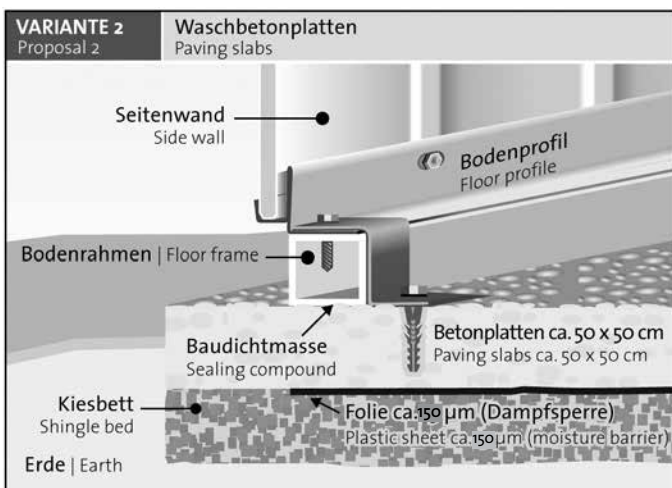 VARIANTE 2
Proposal 2
Waschbetonplatten
Paving slabs
Seitenwand
Side wall
Bodenprofil
Floor profile
Bodenrahmen | Floor frame
Baudichtmasse
Sealing compound
Betonplatten ca. 50 x 50 cm
Paving slabs ca. 50 x 50 cm
Kiesbett
Shingle bed
Folie ca.150 µm (Dampfsperre)
Plastic sheet ca.150 µm (moisture barrier)
Erde | Earth